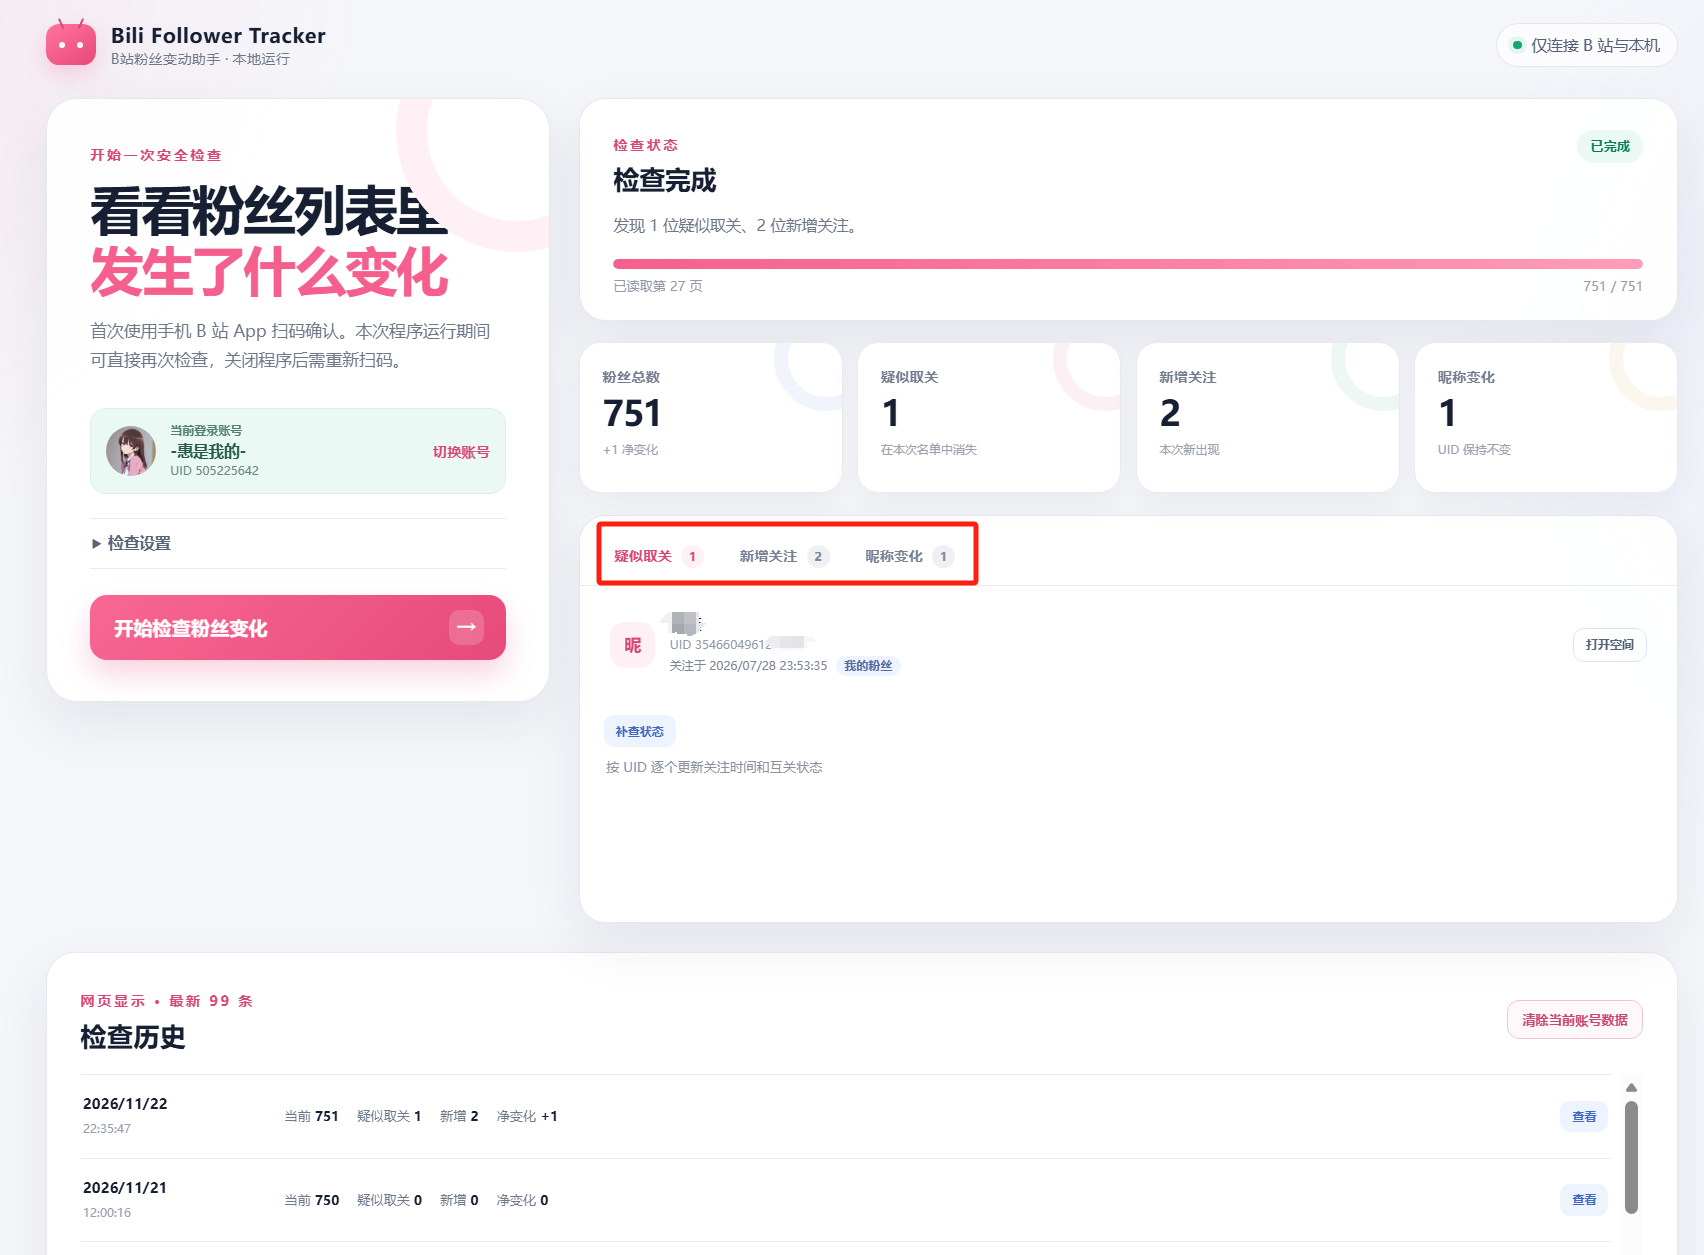 Bili Follower Tracker
B站粉丝变动助手 · 本地运行
仅连接 B 站与本机
开始一次安全检查
看看粉丝列表里
发生了什么变化
首次使用手机 B 站 App 扫码确认。本次程序运行期间
可直接再次检查，关闭程序后需重新扫码。
当前登录账号
-惠是我的-
UID 505225642
切换账号
检查设置
开始检查粉丝变化
检查状态
已完成
检查完成
发现 1 位疑似取关、2 位新增关注。
已读取第 27 页
751 / 751
粉丝总数
751
+1 净变化
疑似取关
1
在本次名单中消失
新增关注
2
本次新出现
昵称变化
1
UID 保持不变
疑似取关 1 新增关注 2 昵称变化 1
昵
UID 3546604961
关注于 2026/07/28 23:53:35 我的粉丝
打开空间
补查状态
按 UID 逐个更新关注时间和互关状态
网页显示 • 最新 99 条
检查历史
清除当前账号数据
2026/11/22
22:35:47
当前 751 疑似取关 1 新增 2 净变化 +1
查看
2026/11/21
12:00:16
当前 750 疑似取关 0 新增 0 净变化 0
查看